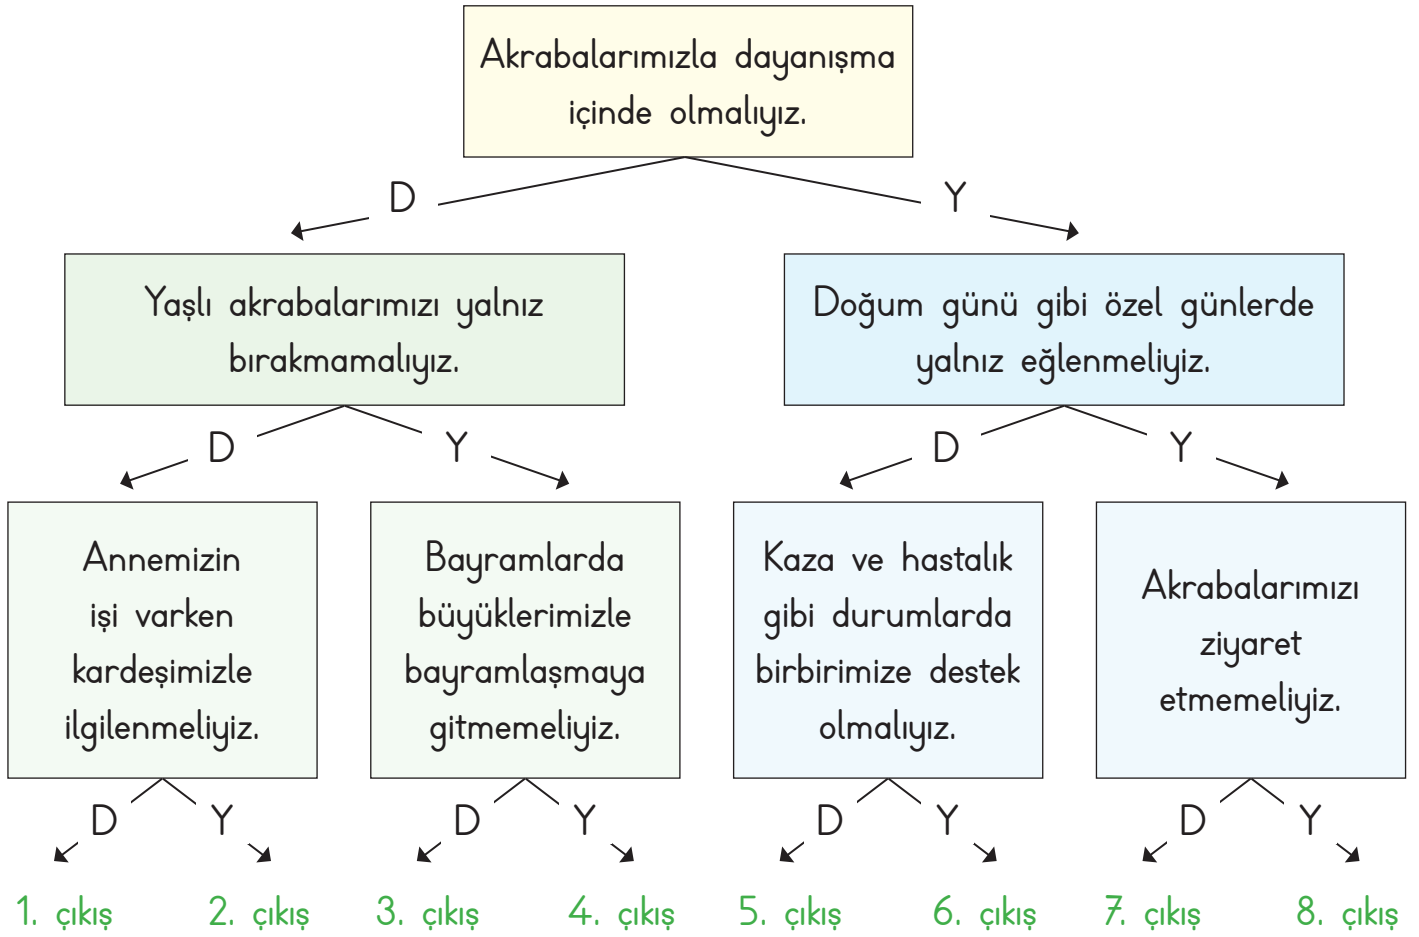 Akrabalarımızla dayanışma
içinde olmalıyız.
D
Y
Yaşlı akrabalarımızı yalnız
bırakmamalıyız.
Doğum günü gibi özel günlerde
yalnız eğlenmeliyiz.
D
Y
D
Y
Annemizin
işi varken
kardeşimizle
ilgilenmeliyiz.
Bayramlarda
büyüklerimizle
bayramlaşmaya
gitmemeliyiz.
Kaza ve hastalık
gibi durumlarda
birbirimize destek
olmalıyız.
Akrabalarımızı
ziyaret
etmemeliyiz.
D
Y
D
Y
D
Y
D
Y
1. çıkış
2. çıkış
3. çıkış
4. çıkış
5. çıkış
6. çıkış
7. çıkış
8. çıkış